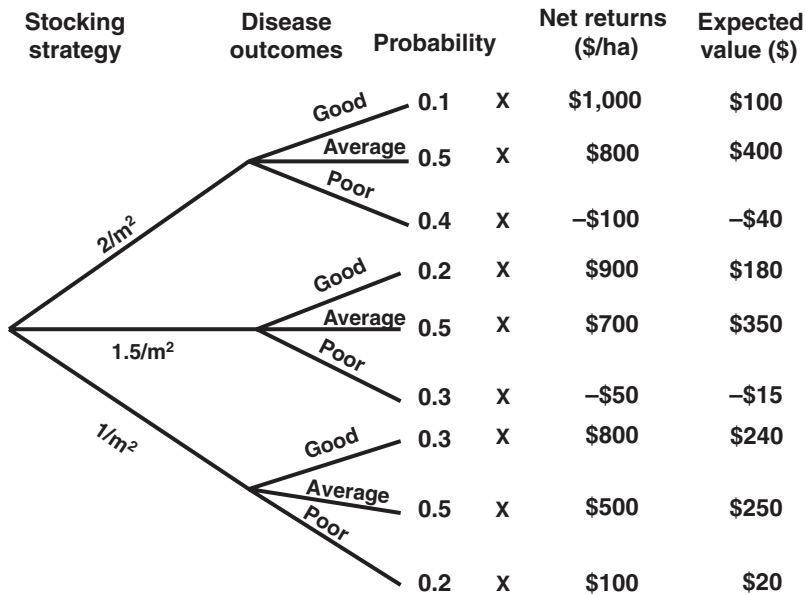 Stocking strategy
Disease outcomes
Probability
Net returns ($/ha)
Expected value ($)
2/m²
Good 0.1 X $1,000 $100
Average 0.5 X $800 $400
Poor 0.4 X –$100 –$40
1.5/m²
Good 0.2 X $900 $180
Average 0.5 X $700 $350
Poor 0.3 X –$50 –$15
1/m²
Good 0.3 X $800 $240
Average 0.5 X $500 $250
Poor 0.2 X $100 $20